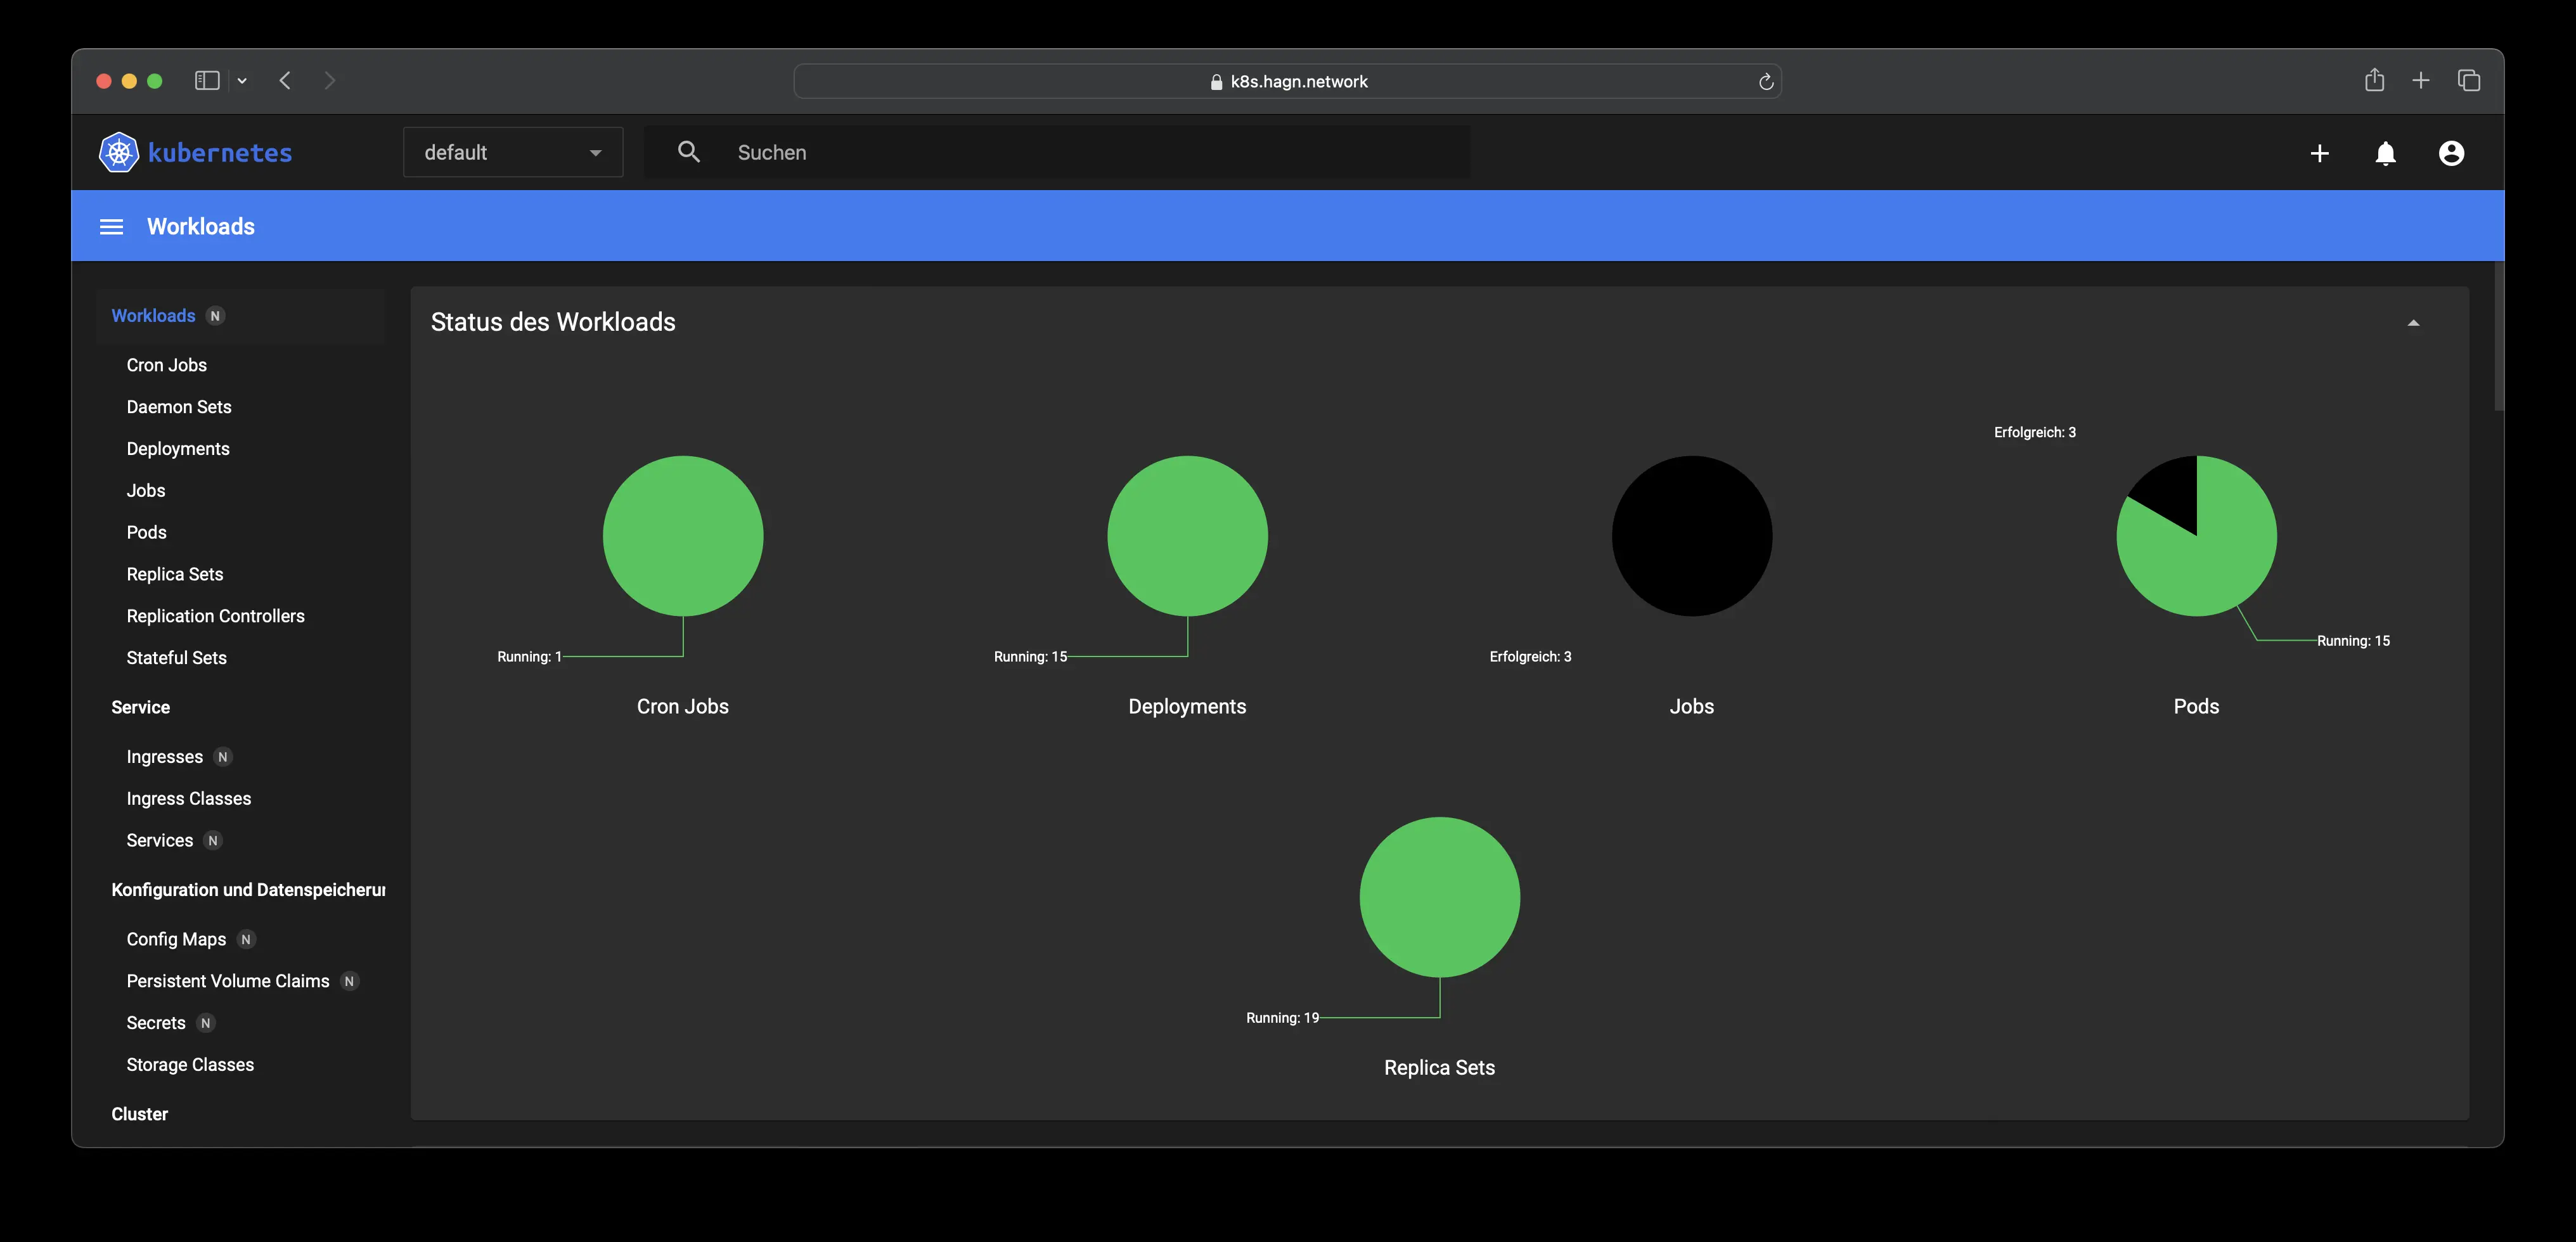 k8s.hagn.network
kubernetes
default
Suchen
Workloads
Workloads N
Cron Jobs
Daemon Sets
Deployments
Jobs
Pods
Replica Sets
Replication Controllers
Stateful Sets
Service
Ingresses N
Ingress Classes
Services N
Konfiguration und Datenspeicherur
Config Maps N
Persistent Volume Claims N
Secrets N
Storage Classes
Cluster
Status des Workloads
Running: 1
Cron Jobs
Running: 15
Deployments
Erfolgreich: 3
Jobs
Erfolgreich: 3
Running: 15
Pods
Running: 19
Replica Sets